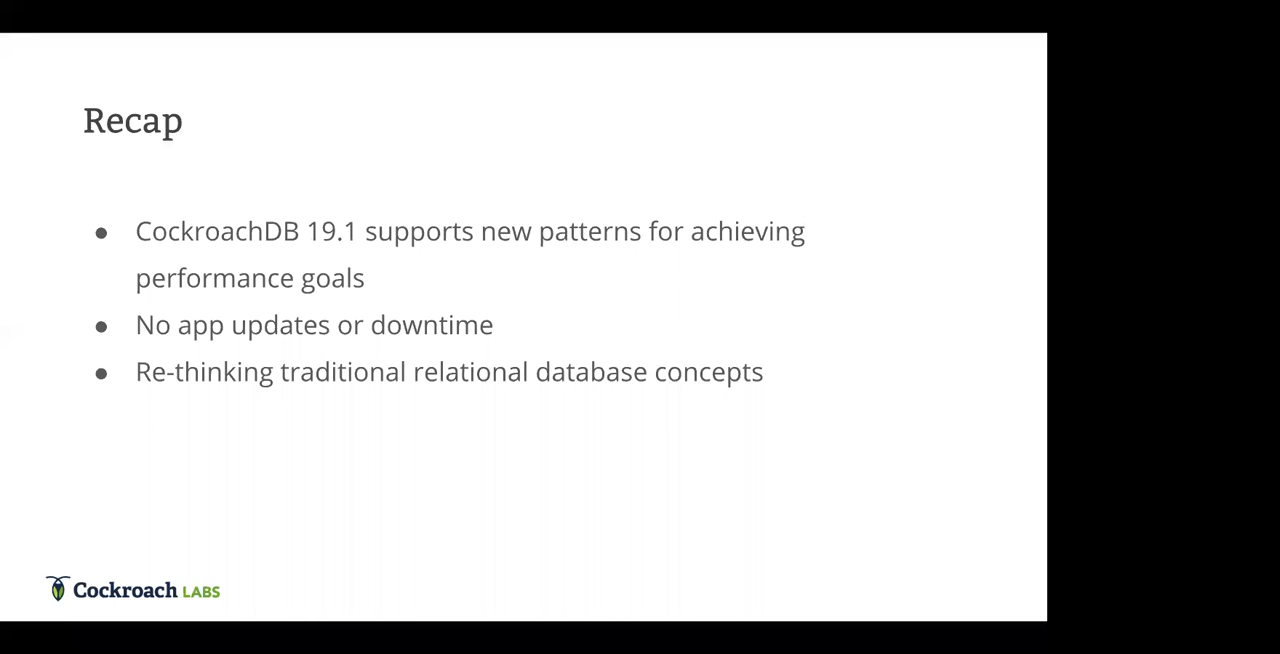 Recap
● CockroachDB 19.1 supports new patterns for achieving
performance goals
● No app updates or downtime
● Re-thinking traditional relational database concepts
Cockroach LABS